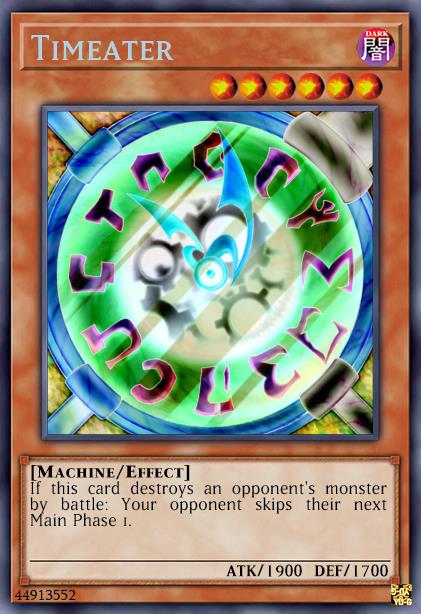 Timeater
DARK
闇
[Machine/Effect]
If this card destroys an opponent's monster
by battle: Your opponent skips their next
Main Phase 1.
ATK/1900 DEF/1700
44913552